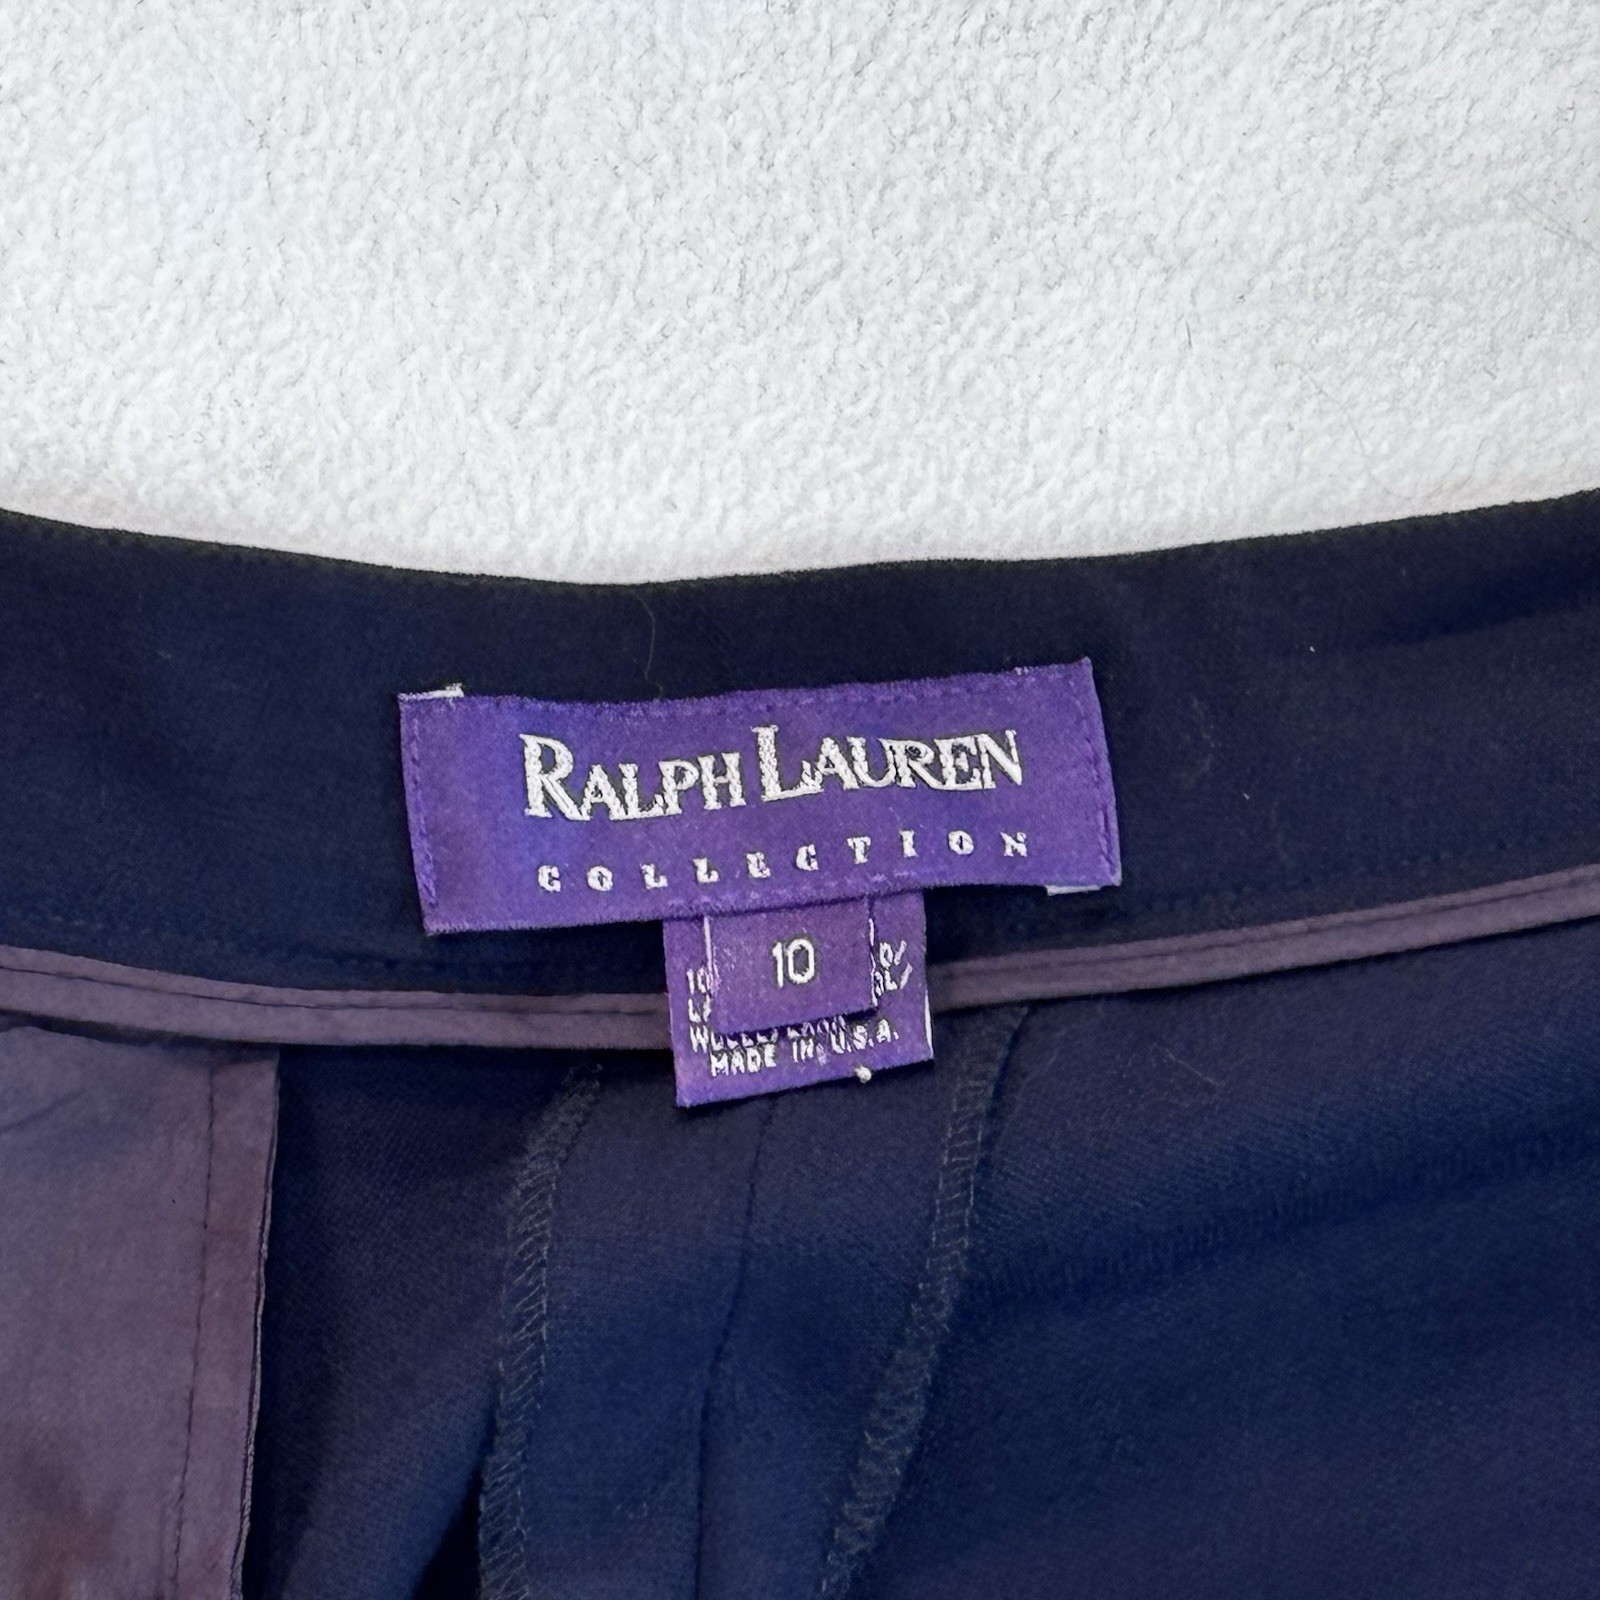 RALPH LAUREN
COLLECTION
10
MADE IN U.S.A.